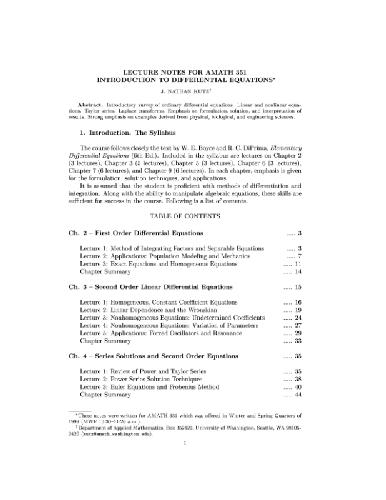 LECTURE NOTES FOR AMATH 351
INTRODUCTION TO DIFFERENTIAL EQUATIONS*
J. NATHAN KUTZ†
Abstract. Introductory survey of ordinary differential equations. Linear and nonlinear equa-
tions. Taylor series. Laplace transforms. Emphasis on formulation, solution, and interpretation of
results. Strong emphasis on examples derived from physical, biological, and engineering sciences.
1. Introduction. The Syllabus
The course follows closely the text by W. E. Boyce and R. C. DiPrima, Elementary
Differential Equations (6th Ed.). Included in the syllabus are lectures on Chapter 2
(3 lectures), Chapter 3 (5 lectures), Chapter 5 (3 lectures), Chapter 6 (3 lectures),
Chapter 7 (6 lectures), and Chapter 9 (6 lectures). In each chapter, emphasis is given
for the formulation, solution techniques, and applications.
It is assumed that the student is proficient with methods of differentiation and
integration. Along with the ability to manipulate algebraic equations, these skills are
sufficient for success in the course. Following is a list of contents.
TABLE OF CONTENTS
Ch. 2 – First Order Differential Equations .... 3
Lecture 1: Method of Integrating Factors and Separable Equations .... 3
Lecture 2: Applications: Population Modeling and Mechanics .... 7
Lecture 3: Exact Equations and Homogeneous Equations .... 11
Chapter Summary .... 14
Ch. 3 – Second Order Linear Differential Equations .... 15
Lecture 1: Homogeneous, Constant Coefficient Equations .... 16
Lecture 2: Linear Dependence and the Wronskian .... 19
Lecture 3: Nonhomogeneous Equations: Undetermined Coefficients .... 24
Lecture 4: Nonhomogeneous Equations: Variation of Parameters .... 27
Lecture 5: Applications: Forced Oscillators and Resonance .... 29
Chapter Summary .... 33
Ch. 4 – Series Solutions and Second Order Equations .... 35
Lecture 1: Review of Power and Taylor Series .... 35
Lecture 2: Power Series Solution Techniques .... 38
Lecture 3: Euler Equations and Frobenius Method .... 40
Chapter Summary .... 44
*These notes were written for AMATH 351 which was offered in Winter and Spring Quarters of
†Department of Applied Mathematics, Box 352420, University of Washington, Seattle, WA 98195-
2420 (kutz@amath.washington.edu).
1